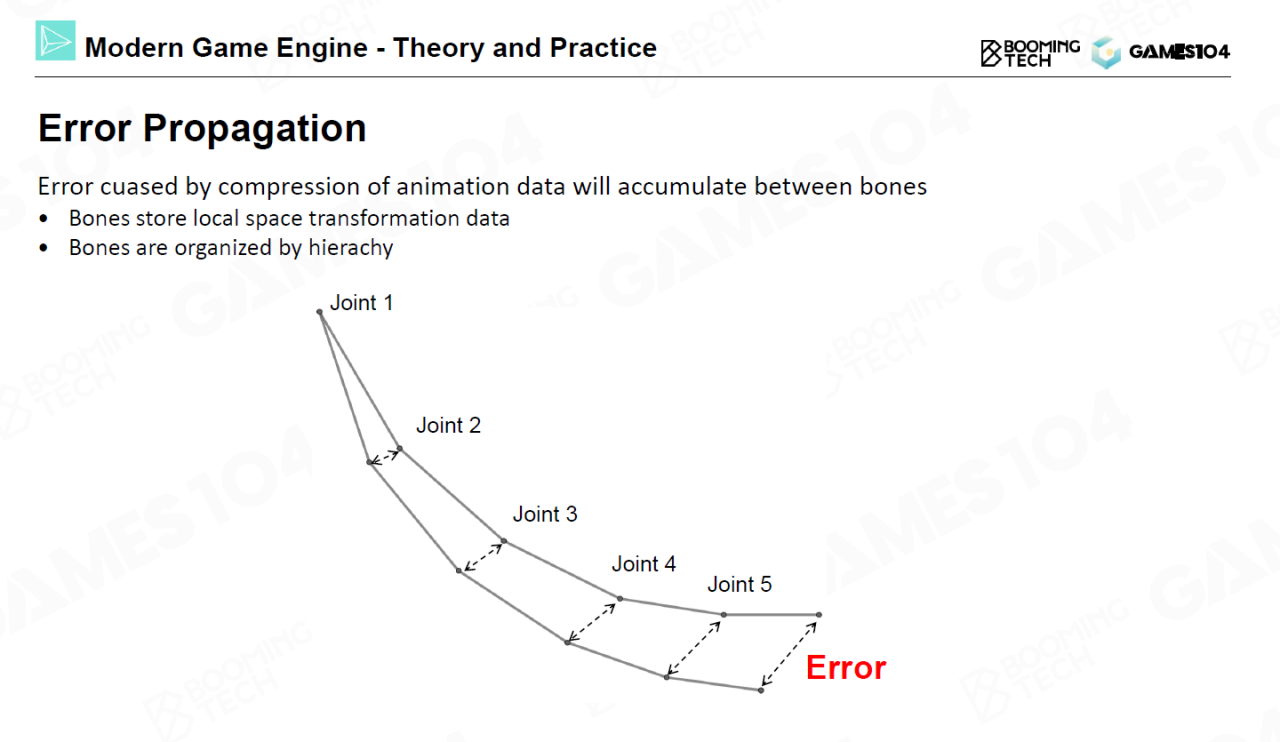 Modern Game Engine - Theory and Practice
BOOMING
TECH
GAMES104
Error Propagation
Error cuased by compression of animation data will accumulate between bones
• Bones store local space transformation data
• Bones are organized by hierachy
Joint 1
Joint 2
Joint 3
Joint 4
Joint 5
Error